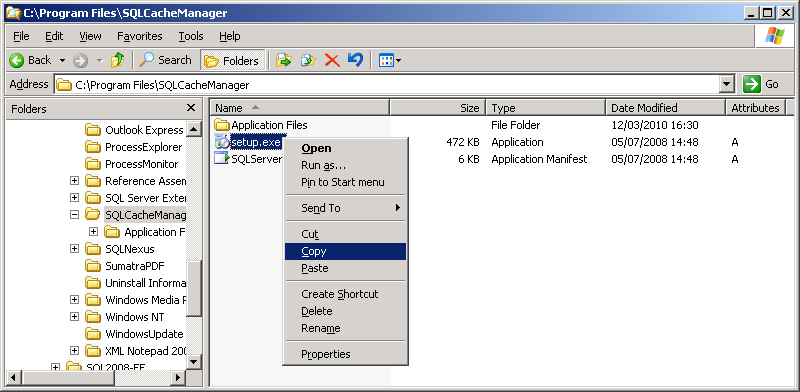 C:\Program Files\SQLCacheManager
File Edit View Favorites Tools Help
Back Search Folders
Address C:\Program Files\SQLCacheManager Go
Folders
Outlook Express
ProcessExplorer
ProcessMonitor
Reference Assem
SQL Server Exter
SQLCacheManag
Application F
SQLNexus
SumatraPDF
Uninstall Informa
Windows Media F
Windows NT
WindowsUpdate
XML Notepad 200
SQL2008-EE
Name Size Type Date Modified Attributes
Application Files File Folder 12/03/2010 16:30
setup.exe 472 KB Application 05/07/2008 14:48 A
SQLServer 6 KB Application Manifest 05/07/2008 14:48 A
Open
Run as...
Pin to Start menu
Send To
Cut
Copy
Paste
Create Shortcut
Delete
Rename
Properties